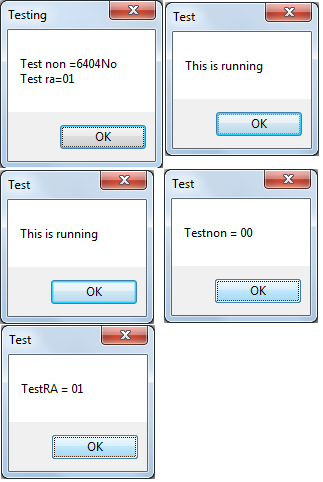 Testing
Test non =6404No
Test ra=01
OK
Test
This is running
OK
Test
This is running
OK
Test
Testnon = 00
OK
Test
TestRA = 01
OK